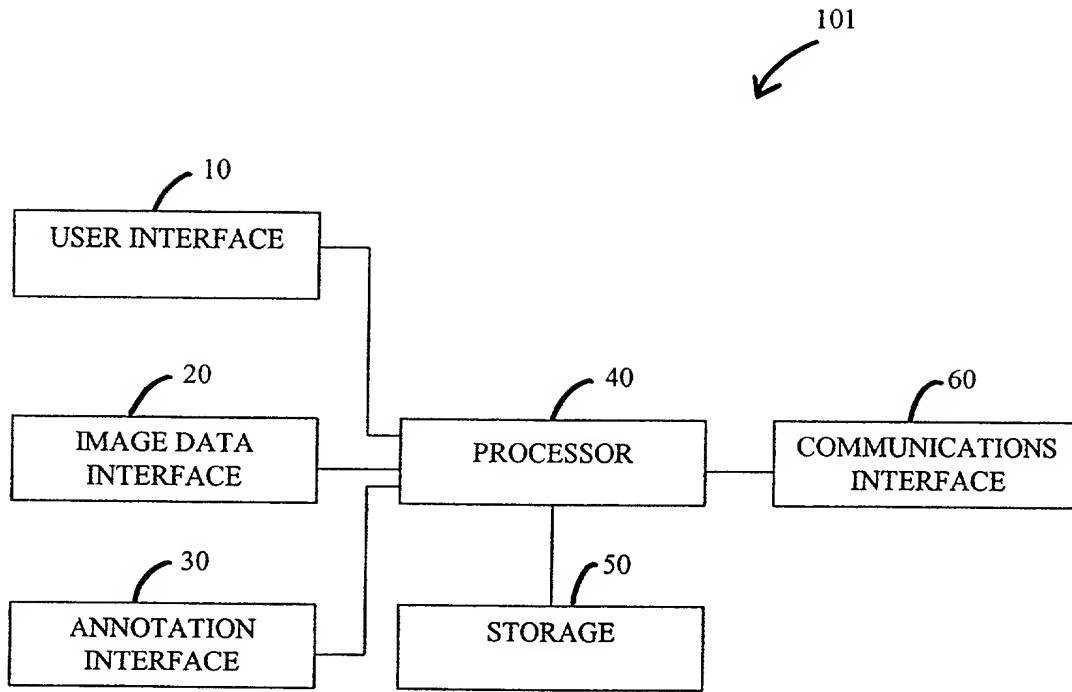 101
10
USER INTERFACE
20
IMAGE DATA
INTERFACE
40
PROCESSOR
60
COMMUNICATIONS
INTERFACE
30
ANNOTATION
INTERFACE
50
STORAGE